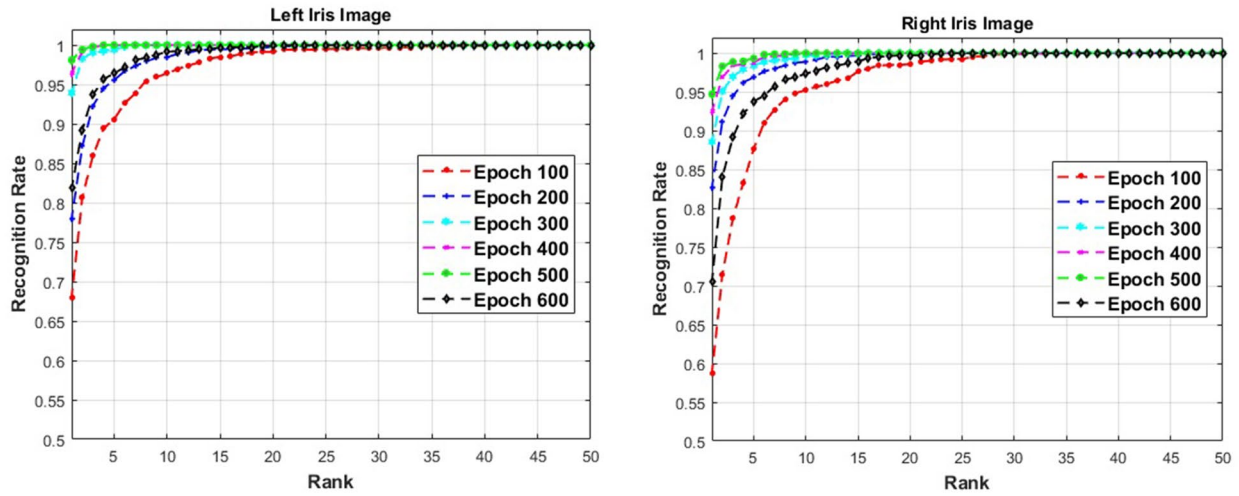 Left Iris Image
1
0.95
0.9
0.85
0.8
0.75
0.7
0.65
0.6
0.55
0.5
Recognition Rate
Epoch 100
Epoch 200
Epoch 300
Epoch 400
Epoch 500
Epoch 600
5 10 15 20 25 30 35 40 45 50
Rank
Right Iris Image
1
0.95
0.9
0.85
0.8
0.75
0.7
0.65
0.6
0.55
0.5
Recognition Rate
Epoch 100
Epoch 200
Epoch 300
Epoch 400
Epoch 500
Epoch 600
5 10 15 20 25 30 35 40 45 50
Rank